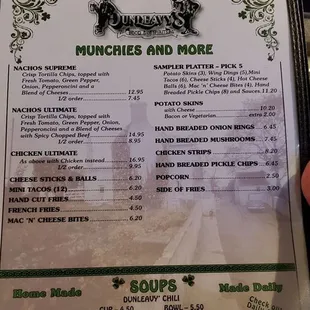 DUNLEAVY'S
MUNCHIES AND MORE
NACHOS SUPREME
Crisp Tortilla Chips, topped with
Fresh Tomato, Green Pepper,
Onion, Pepperoncini and a
Blend of Cheeses 12.95
1/2 order 7.45
NACHOS ULTIMATE
Crisp Tortilla Chips, topped with
Fresh Tomato, Green Pepper, Onion,
Pepperoncini and a Blend of Cheeses
with Spicy Chopped Beef 14.95
1/2 order 8.95
CHICKEN ULTIMATE
As above with Chicken instead 16.95
1/2 order 9.95
CHEESE STICKS & BALLS 6.20
MINI TACOS (12) 6.20
HAND CUT FRIES 4.50
FRENCH FRIES 4.50
MAC 'N' CHEESE BITES 6.20
SAMPLER PLATTER - PICK 5
Potato Skins (3), Wing Dings (5), Mini
Tacos (6), Cheese Sticks (4), Hot Cheese
Balls (6), Mac 'n' Cheese Bites (4), Hand
Breaded Pickle Chips (8) and Sauces 11.20
POTATO SKINS
with Cheese 10.20
Bacon or Vegetarian extra 2.00
HAND BREADED ONION RINGS 6.45
HAND BREADED MUSHROOMS 7.45
CHICKEN STRIPS 8.20
HAND BREADED PICKLE CHIPS 6.45
POPCORN 2.50
SIDE OF FRIES 3.00
Home Made
SOUPS
Made Daily
DUNLEAVY' CHILI
CUP - 4.50 BOWL - 5.50
Check
Daily